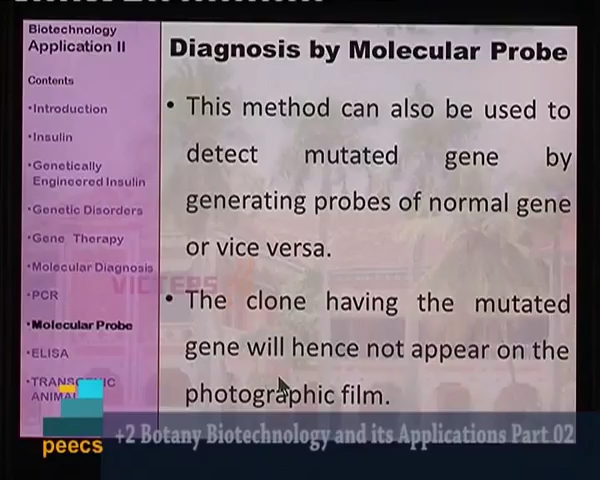 Biotechnology
Application II
Contents
•Introduction
•Insulin
•Genetically
Engineered Insulin
•Genetic Disorders
•Gene Therapy
•Molecular Diagnosis
•PCR
•Molecular Probe
•ELISA
•TRANSGENIC
ANIMAL
Diagnosis by Molecular Probe
• This method can also be used to
detect mutated gene by
generating probes of normal gene
or vice versa.
• The clone having the mutated
gene will hence not appear on the
photographic film.
VICTERS
peecs
+2 Botany Biotechnology and its Applications Part 02